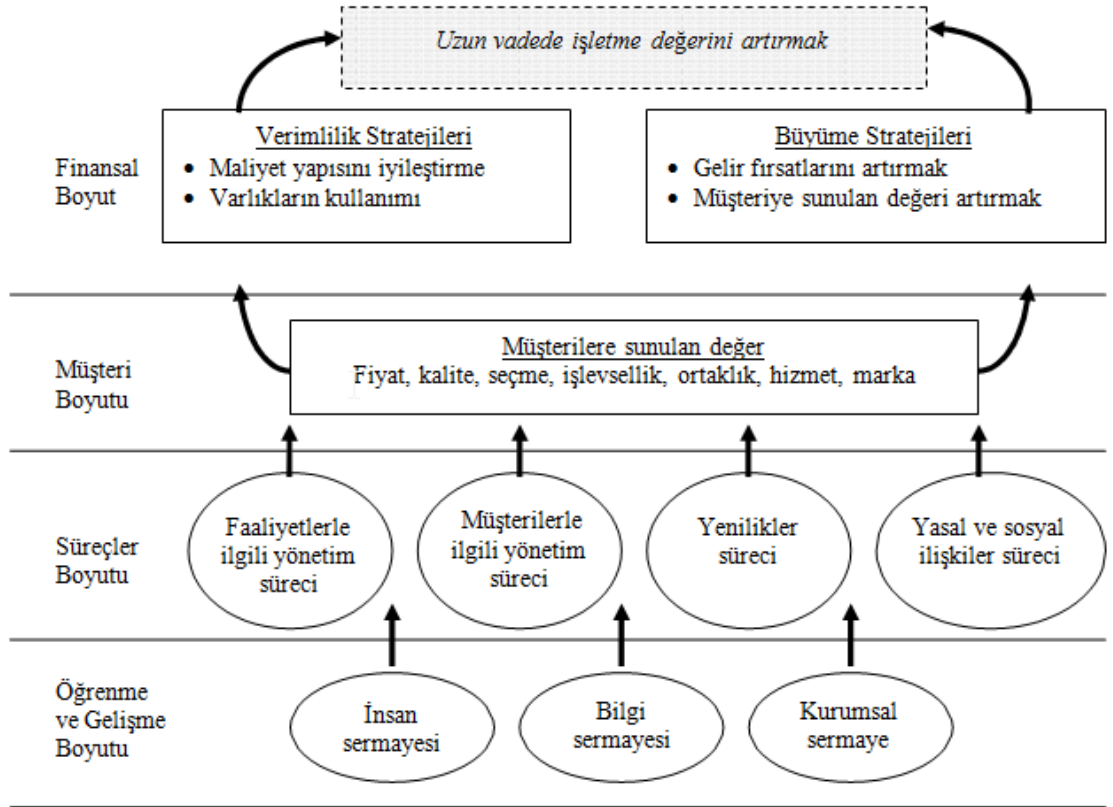 Uzun vadede işletme değerini artırmak
Finansal
Boyut
Verimlilik Stratejileri
• Maliyet yapısını iyileştirme
• Varlıkların kullanımı
Büyüme Stratejileri
• Gelir fırsatlarını artırmak
• Müşteriye sunulan değeri artırmak
Müşteri
Boyutu
Müşterilere sunulan değer
Fiyat, kalite, seçme, işlevsellik, ortaklık, hizmet, marka
Süreçler
Boyutu
Faaliyetlerle
ilgili yönetim
süreci
Müşterilerle
ilgili yönetim
süreci
Yenilikler
süreci
Yasal ve sosyal
ilişkiler süreci
Öğrenme
ve Gelişme
Boyutu
İnsan
sermayesi
Bilgi
sermayesi
Kurumsal
sermaye